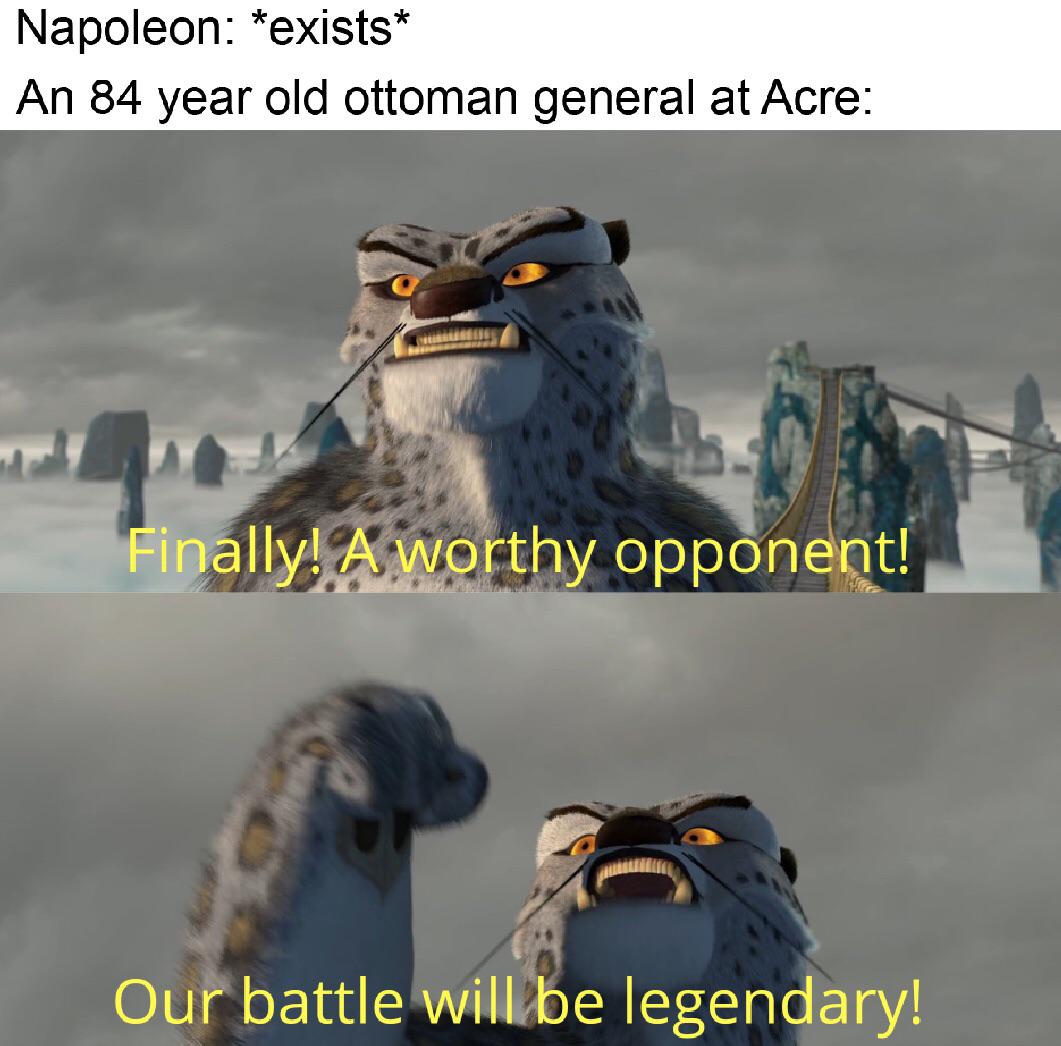 Napoleon: *exists*
An 84 year old ottoman general at Acre:
Finally! A worthy opponent!
Our battle will be legendary!